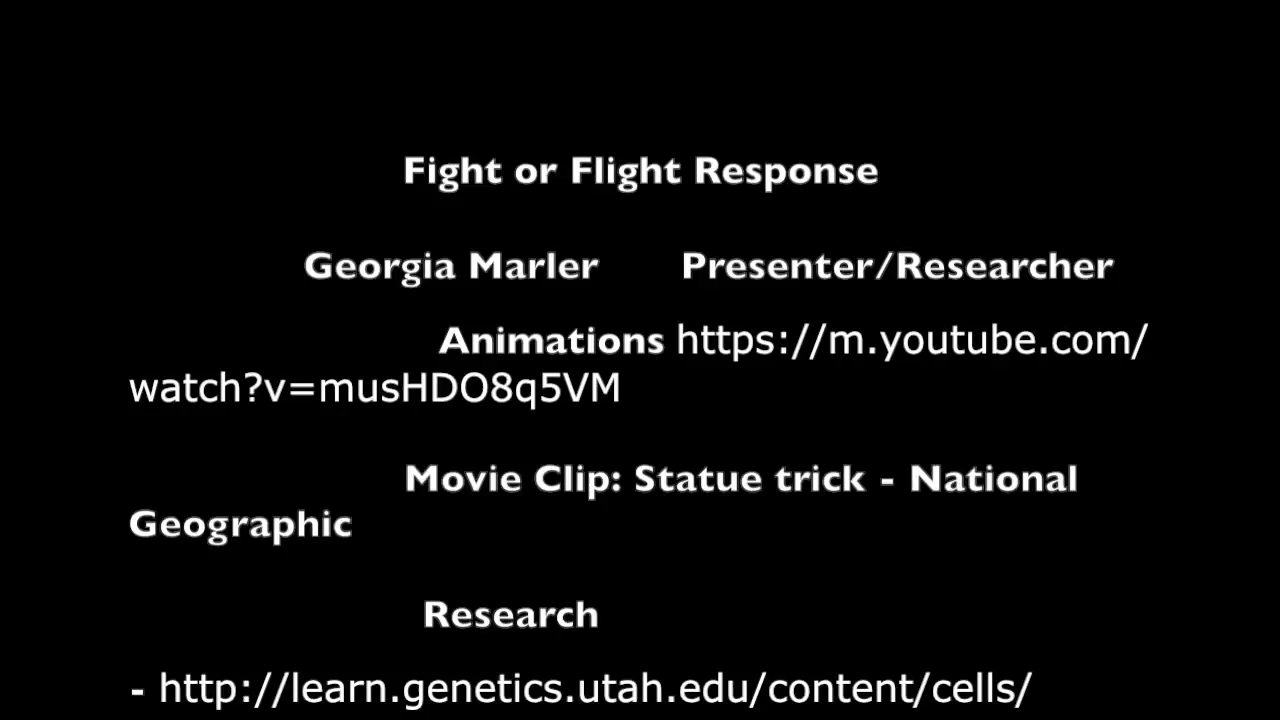 Fight or Flight Response
Georgia Marler Presenter/Researcher
Animations https://m.youtube.com/
watch?v=musHDO8q5VM
Movie Clip: Statue trick - National
Geographic
Research
- http://learn.genetics.utah.edu/content/cells/